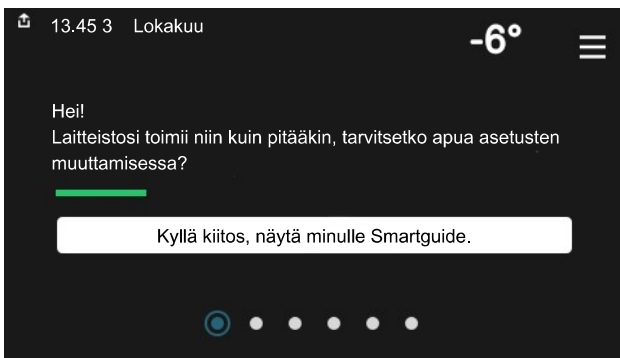 13.45 3 Lokakuu
-6°
Hei!
Laitteistosi toimii niin kuin pitääkin, tarvitsetko apua asetusten
muuttamisessa?
Kyllä kiitos, näytä minulle Smartguide.